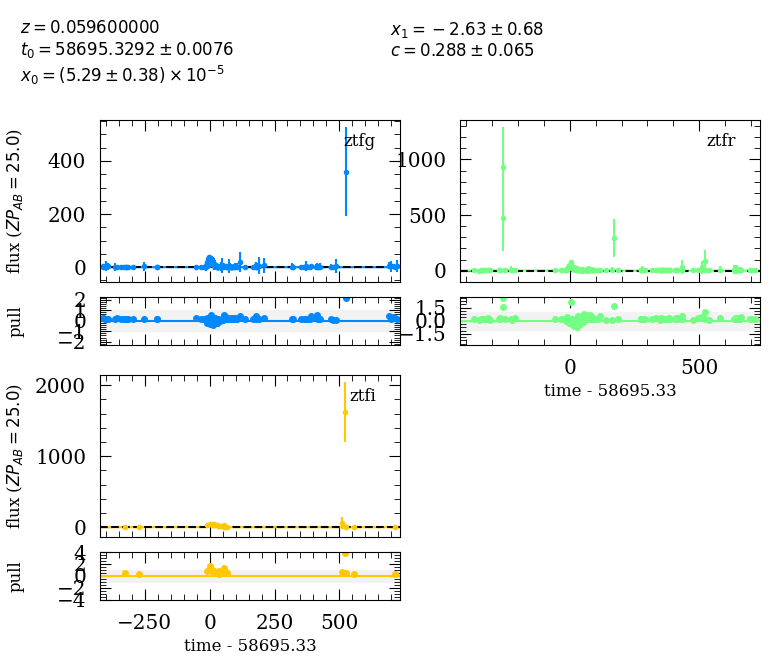 z = 0.059600000
t₀ = 58695.3292 ± 0.0076
x₀ = (5.29 ± 0.38) × 10⁻⁵
x₁ = −2.63 ± 0.68
c = 0.288 ± 0.065
ztfg
flux (ZP_AB = 25.0)
400
200
0
pull
2
1
0
−1
−2
ztfr
1000
500
0
1.5
0.0
−1.5
0
500
time - 58695.33
ztfi
flux (ZP_AB = 25.0)
2000
1000
0
pull
4
2
0
−2
−4
−250
0
250
500
time - 58695.33